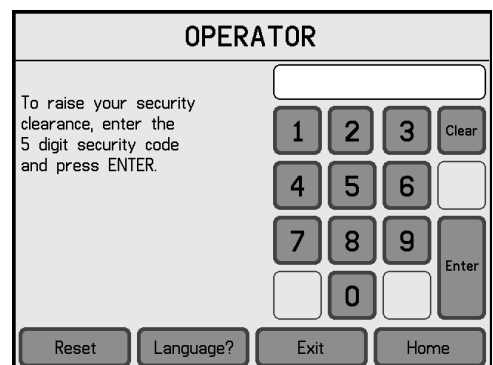 OPERATOR
To raise your security
clearance, enter the
5 digit security code
and press ENTER.
1 2 3 Clear
4 5 6
7 8 9
Enter
0
Reset Language? Exit Home